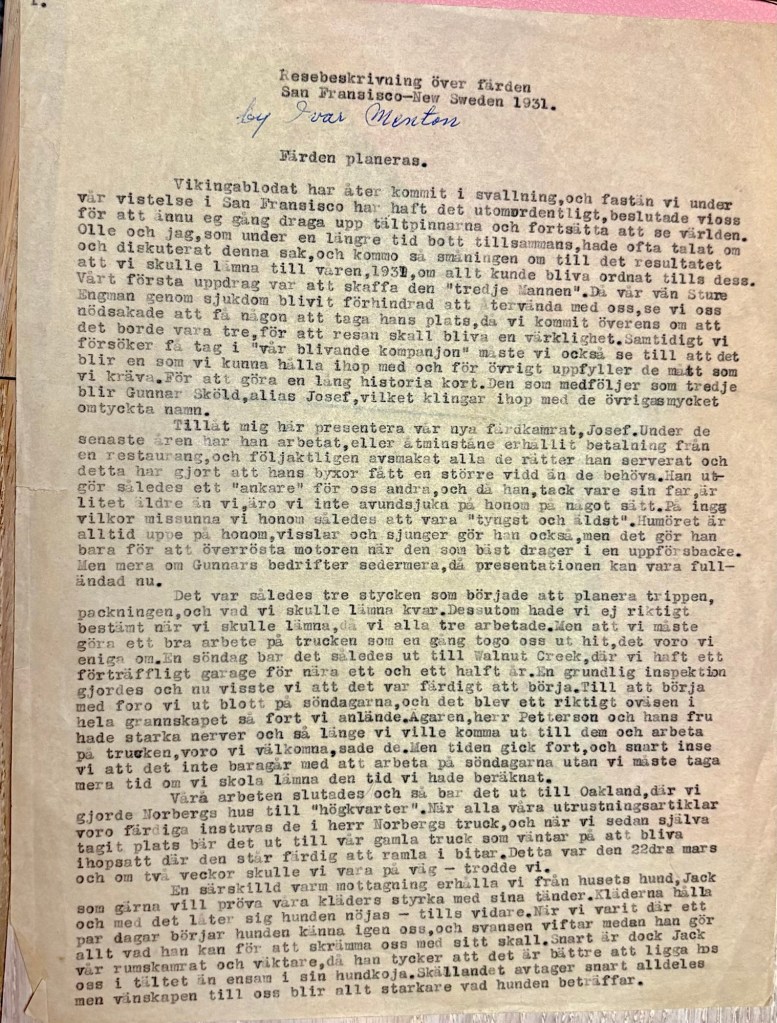 1.
Resebeskrivning över färden
San Fransisco-New Sweden 1931.
by Ivar Menton
Färden planeras.
Vikingablodat har åter kommit i svallning,och fastän vi under
vår vistelse i San Fransisco har haft det utomordentligt,beslutade vioss
för att ännu eg gång draga upp tältpinnarna och fortsätta att se världen.
Olle och jag,som under en längre tid bott tillsammans,hade ofta talat om
och diskuterat denna sak,och kommo så småningen om till det resultatet
att vi skulle lämna till våren,1931,om allt kunde bliva ordnat tills dess.
Vårt första uppdrag var att skaffa den "tredje Mannen".Då vår vän Sture
Engman genom sjukdom blivit förhindrad att återvända med oss,se vi oss
nödsakade att få någon att taga hans plats,då vi kommit överens om att
det borde vara tre,för att resan skall bliva en värklighet.Samtidigt vi
försöker få tag i "vår blivande kompanjon" måste vi också se till att det
blir en som vi kunna hålla ihop med och för övrigt uppfyller de mått som
vi kräva.För att göra en lång historia kort.Den som medföljer som tredje
blir Gunnar Sköld,alias Josef,vilket klingar ihop med de övrigasmycket
omtyckta namn.
Tillåt mig här presentera vår nya färdkamrat,Josef.Under de
senaste åren har han arbetat,eller åtminståne erhållit betalning från
en restaurang,och följaktligen avsmakat alla de rätter han serverat och
detta har gjort att hans byxor fått en större vidd än de behöva.Han ut-
gör således ett "ankare" för oss andra,och då han,tack vare sin far,är
litet äldre än vi,äro vi inte avundsjuka på honom på något sätt.På ingg
vilkor missunna vi honom således att vara "tyngst och äldst".Humöret är
alltid uppe på honom,visslar och sjunger gör han också,men det gör han
bara för att överrösta motoren när den som bäst drager i en uppförsbacke.
Men mera om Gunnars bedrifter sedermera,då presentationen kan vara full-
ändad nu.
Det var således tre stycken som började att planera trippen,
packningen,och vad vi skulle lämna kvar.Dessutom hade vi ej riktigt
bestämt när vi skulle lämna,då vi alla tre arbetade.Men att vi måste
göra ett bra arbete på trucken som en gång togo oss ut hit,det voro vi
eniga om.En söndag bar det således ut till Walnut Creek,där vi haft ett
förträffligt garage för nära ett och ett halft år.En grundlig inspektion
gjordes och nu visste vi att det var färdigt att börja.Till att börja
med foro vi ut blott på söndagarna,och det blev ett riktigt oväsen i
hela grannskapet så fort vi anlände.Ägaren,herr Petterson och hans fru
hade starka nerver och så länge vi ville komma ut till dem och arbeta
på trucken,voro vi välkomna,sade de.Men tiden gick fort,och snart inse
vi att det inte baragår med att arbeta på söndagarna utan vi måste taga
mera tid om vi skola lämna den tid vi hade beräknat.
Våra arbeten slutades och så bar det ut till Oakland,där vi
gjorde Norbergs hus till "högkvarter".När alla våra utrustningsartiklar
voro färdiga instuvas de i herr Norbergs truck,och när vi sedan själva
tagit plats bär det ut till vår gamla truck som väntar på att bliva
ihopsatt där den står färdig att ramla i bitar.Detta var den 22dra mars
och om två veckor skulle vi vara på väg - trodde vi.
En särskilld varm mottagning erhålla vi från husets hund,Jack
som gärna vill pröva våra kläders styrka med sina tänder.Kläderna hålla
och med det låter sig hunden nöjas - tills vidare.När vi varit där ett
par dagar börjar hunden känna igen oss,och svansen viftar medan han gör
allt vad han kan för att skrämma oss med sitt skall.Snart är dock Jack
vår rumskamrat och väktare,då han tycker att det är bättre att ligga hos
oss i tältet än ensam i sin hundkoja.Skällandet avtager snart alldeles
men vänskapen till oss blir allt starkare vad hunden beträffar.